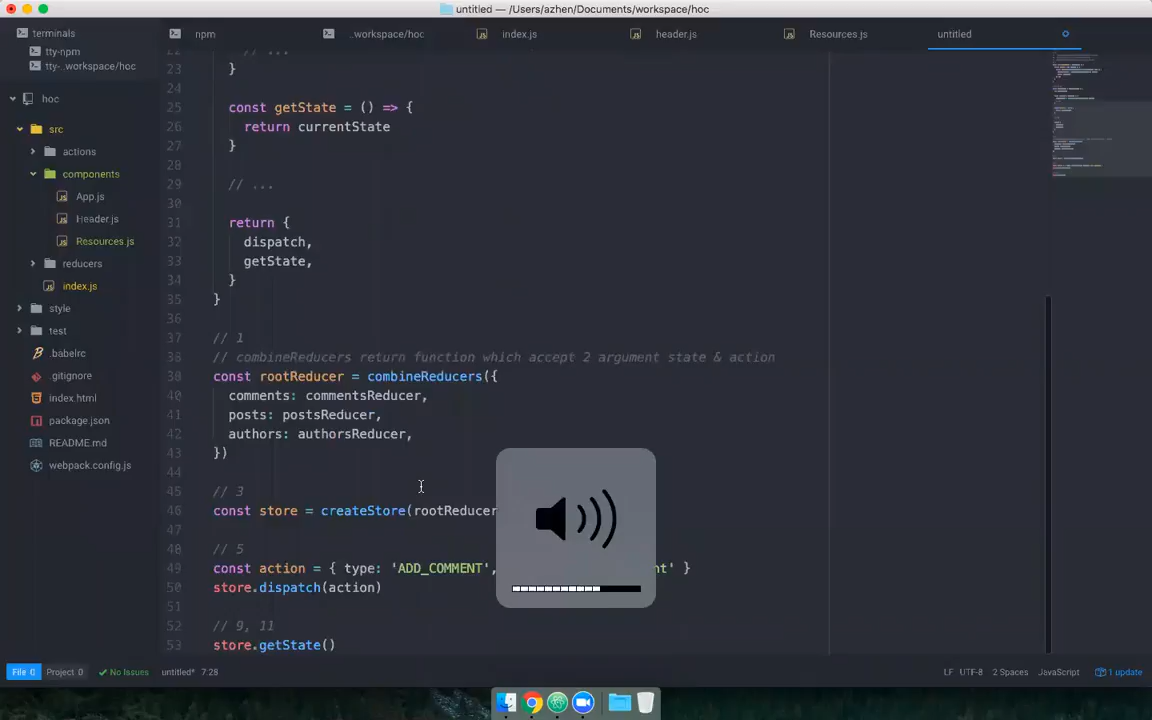 untitled — /Users/azhen/Documents/workspace/hoc
terminals
tty-npm
tty-_workspace/hoc
hoc
src
actions
components
App.js
Header.js
Resources.js
reducers
index.js
style
test
.babelrc
.gitignore
index.html
package.json
README.md
webpack.config.js
npm
_workspace/hoc
index.js
header.js
Resources.js
untitled
22 // ...
23 }
24
25 const getState = () => {
26 return currentState
27 }
28
29 // ...
30
31 return {
32 dispatch,
33 getState,
34 }
35 }
36
37 // 1
38 // combineReducers return function which accept 2 argument state & action
39 const rootReducer = combineReducers({
40 comments: commentsReducer,
41 posts: postsReducer,
42 authors: authorsReducer,
43 })
44
45 // 3
46 const store = createStore(rootReducer
47
48 // 5
49 const action = { type: 'ADD_COMMENT', nt' }
50 store.dispatch(action)
51
52 // 9, 11
53 store.getState()
File 0 Project 0 No Issues untitled* 7:28
LF UTF-8 2 Spaces JavaScript 1 update